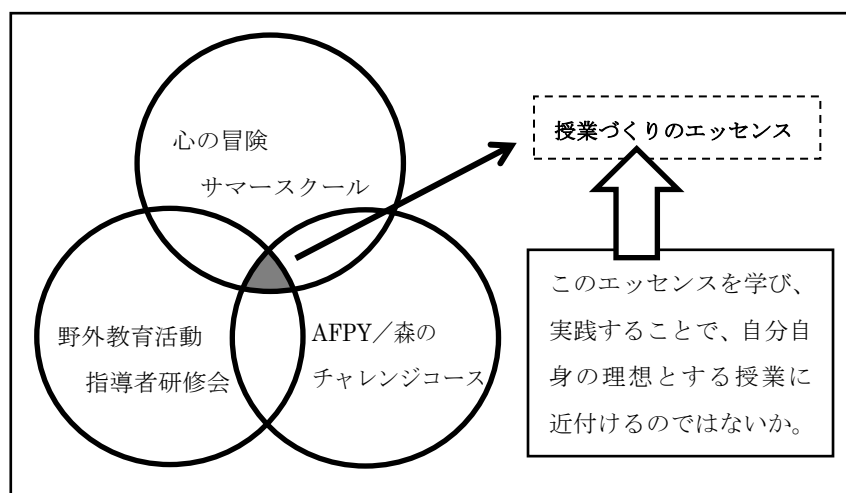 心の冒険
サマースクール
野外教育活動
指導者研修会
AFPY／森の
チャレンジコース
授業づくりのエッセンス
このエッセンスを学び、
実践することで、自分自
身の理想とする授業に
近付けるのではないか。